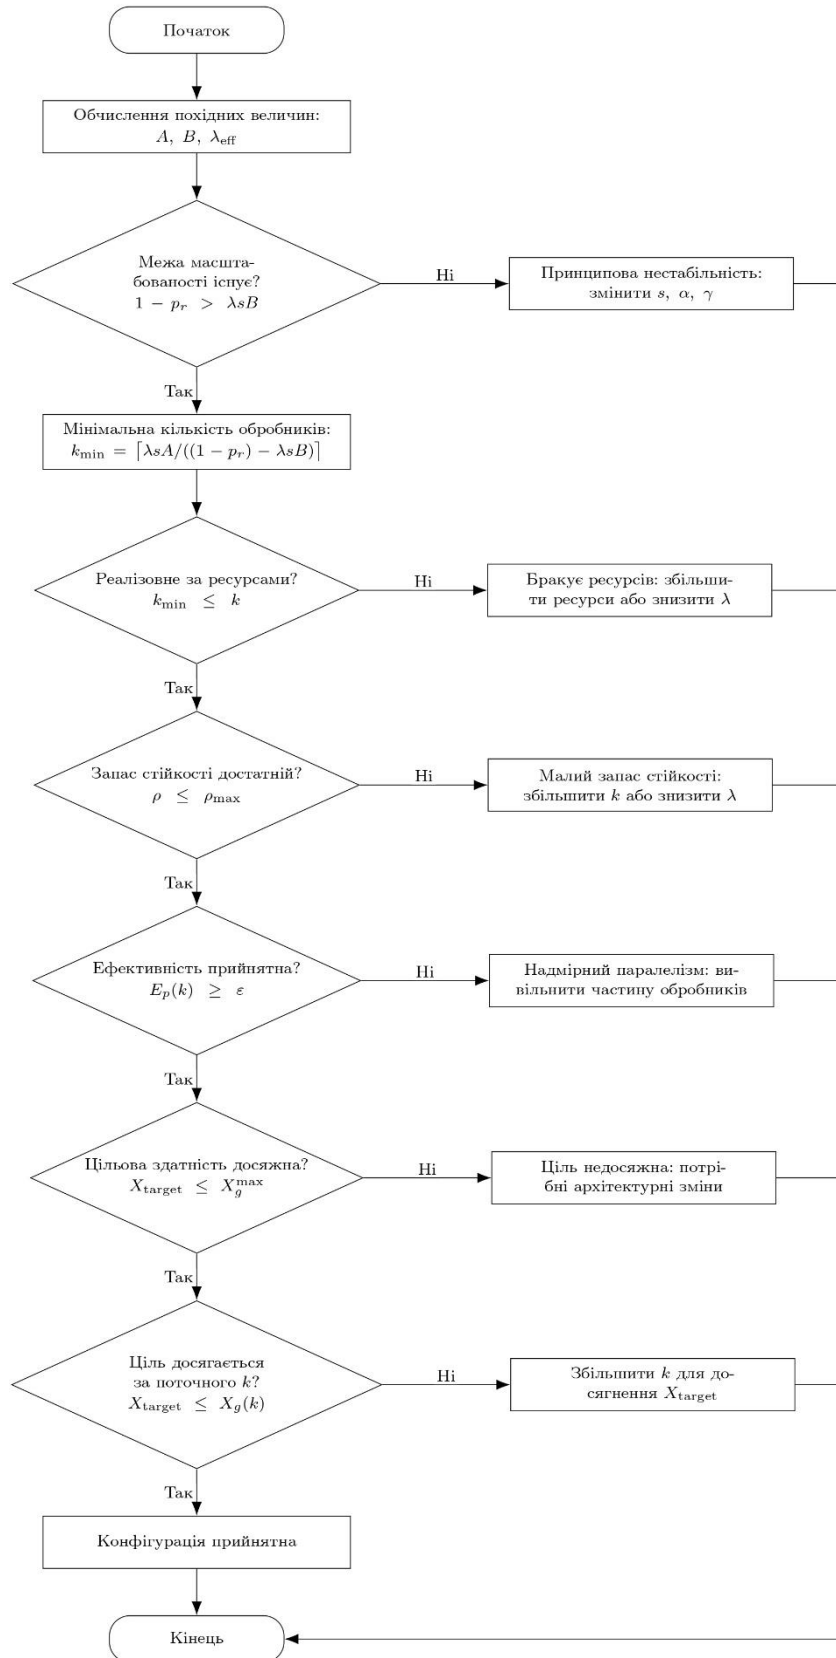 Початок
Обчислення похідних величин:
A, B, λ_eff
Межа масшта-
бованості існує?
1 − p_r > λsB
Ні
Принципова нестабільність:
змінити s, α, γ
Так
Мінімальна кількість обробників:
k_min = ⌈λsA/((1 − p_r) − λsB)⌉
Реалізовне за ресурсами?
k_min ≤ k
Ні
Бракує ресурсів: збільши-
ти ресурси або знизити λ
Так
Запас стійкості достатній?
ρ ≤ ρ_max
Ні
Малий запас стійкості:
збільшити k або знизити λ
Так
Ефективність прийнятна?
E_p(k) ≥ ε
Ні
Надмірний паралелізм: ви-
вільнити частину обробників
Так
Цільова здатність досяжна?
X_target ≤ X_g^max
Ні
Ціль недосяжна: потрі-
бні архітектурні зміни
Так
Ціль досягається
за поточного k?
X_target ≤ X_g(k)
Ні
Збільшити k для до-
сягнення X_target
Так
Конфігурація прийнятна
Кінець